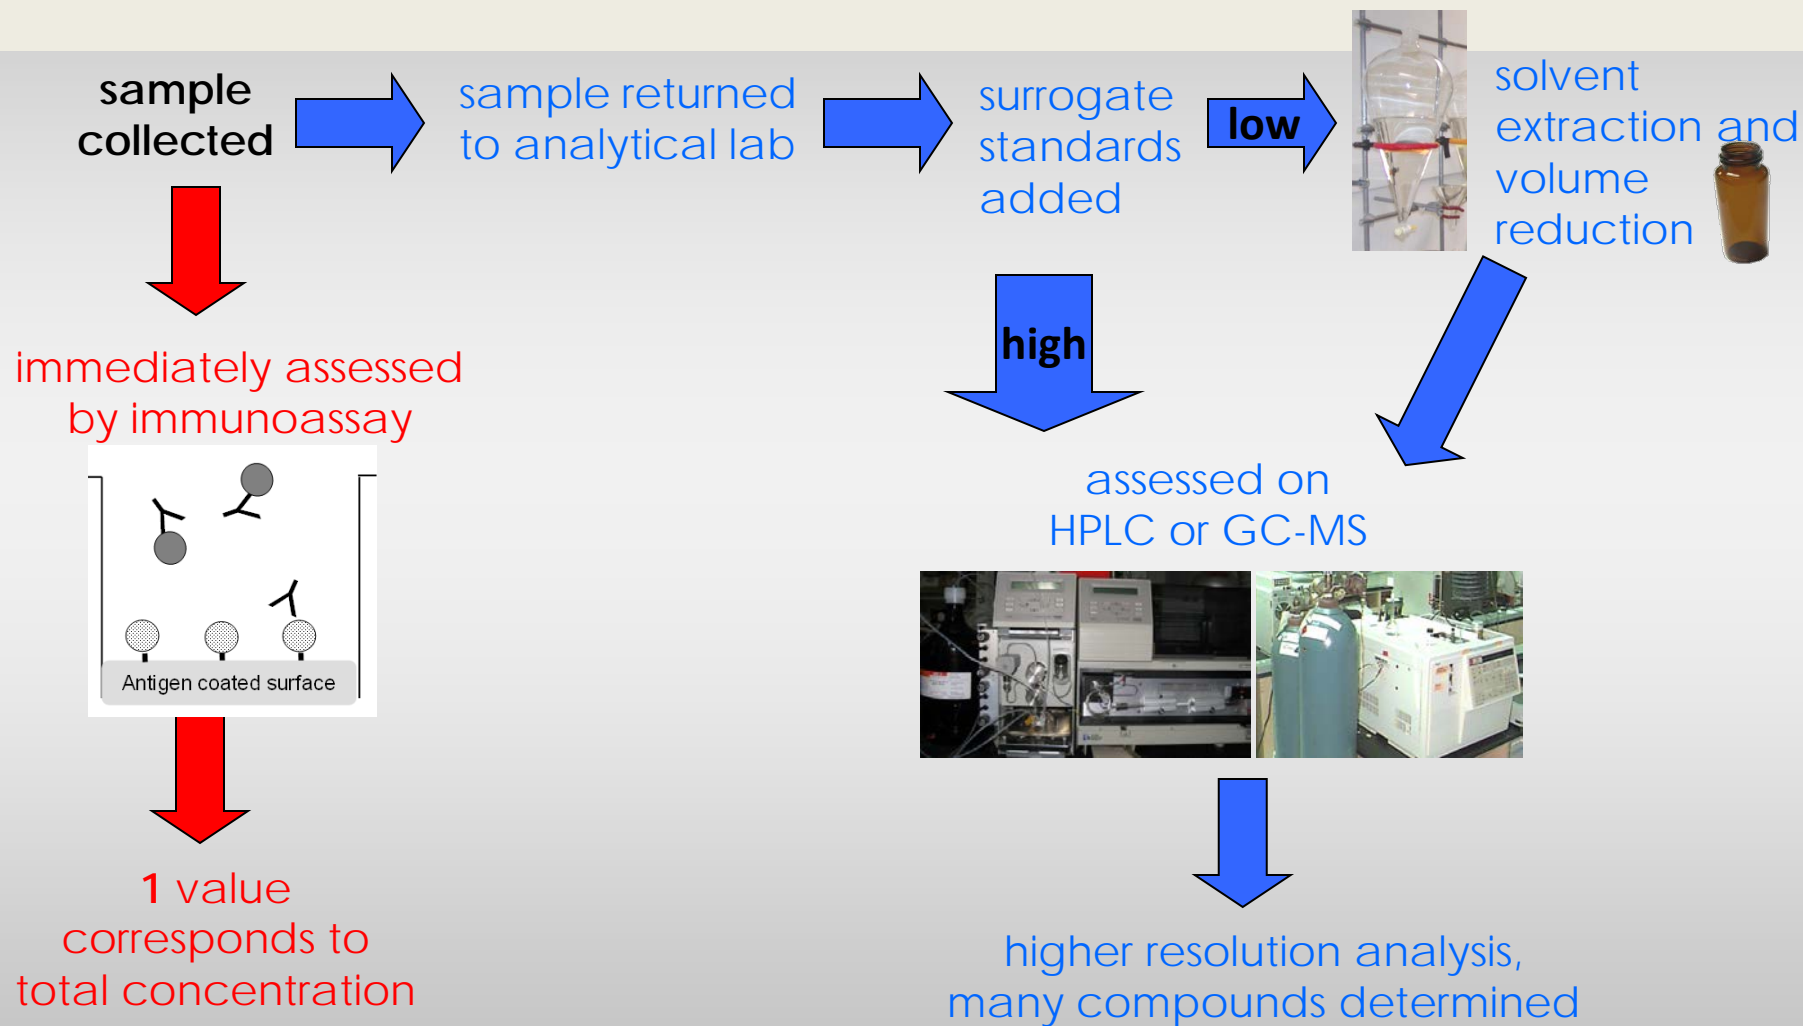 sample
collected
sample returned
to analytical lab
surrogate
standards
added
low
solvent
extraction and
volume
reduction
high
immediately assessed
by immunoassay
Antigen coated surface
1 value
corresponds to
total concentration
assessed on
HPLC or GC-MS
higher resolution analysis,
many compounds determined